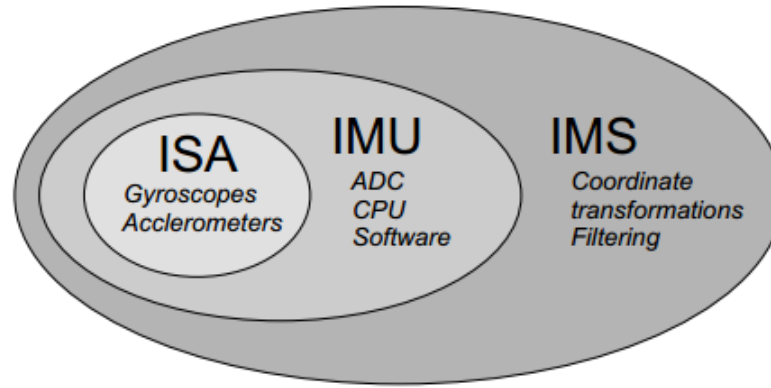 ISA
Gyroscopes
Acclerometers
IMU
ADC
CPU
Software
IMS
Coordinate
transformations
Filtering